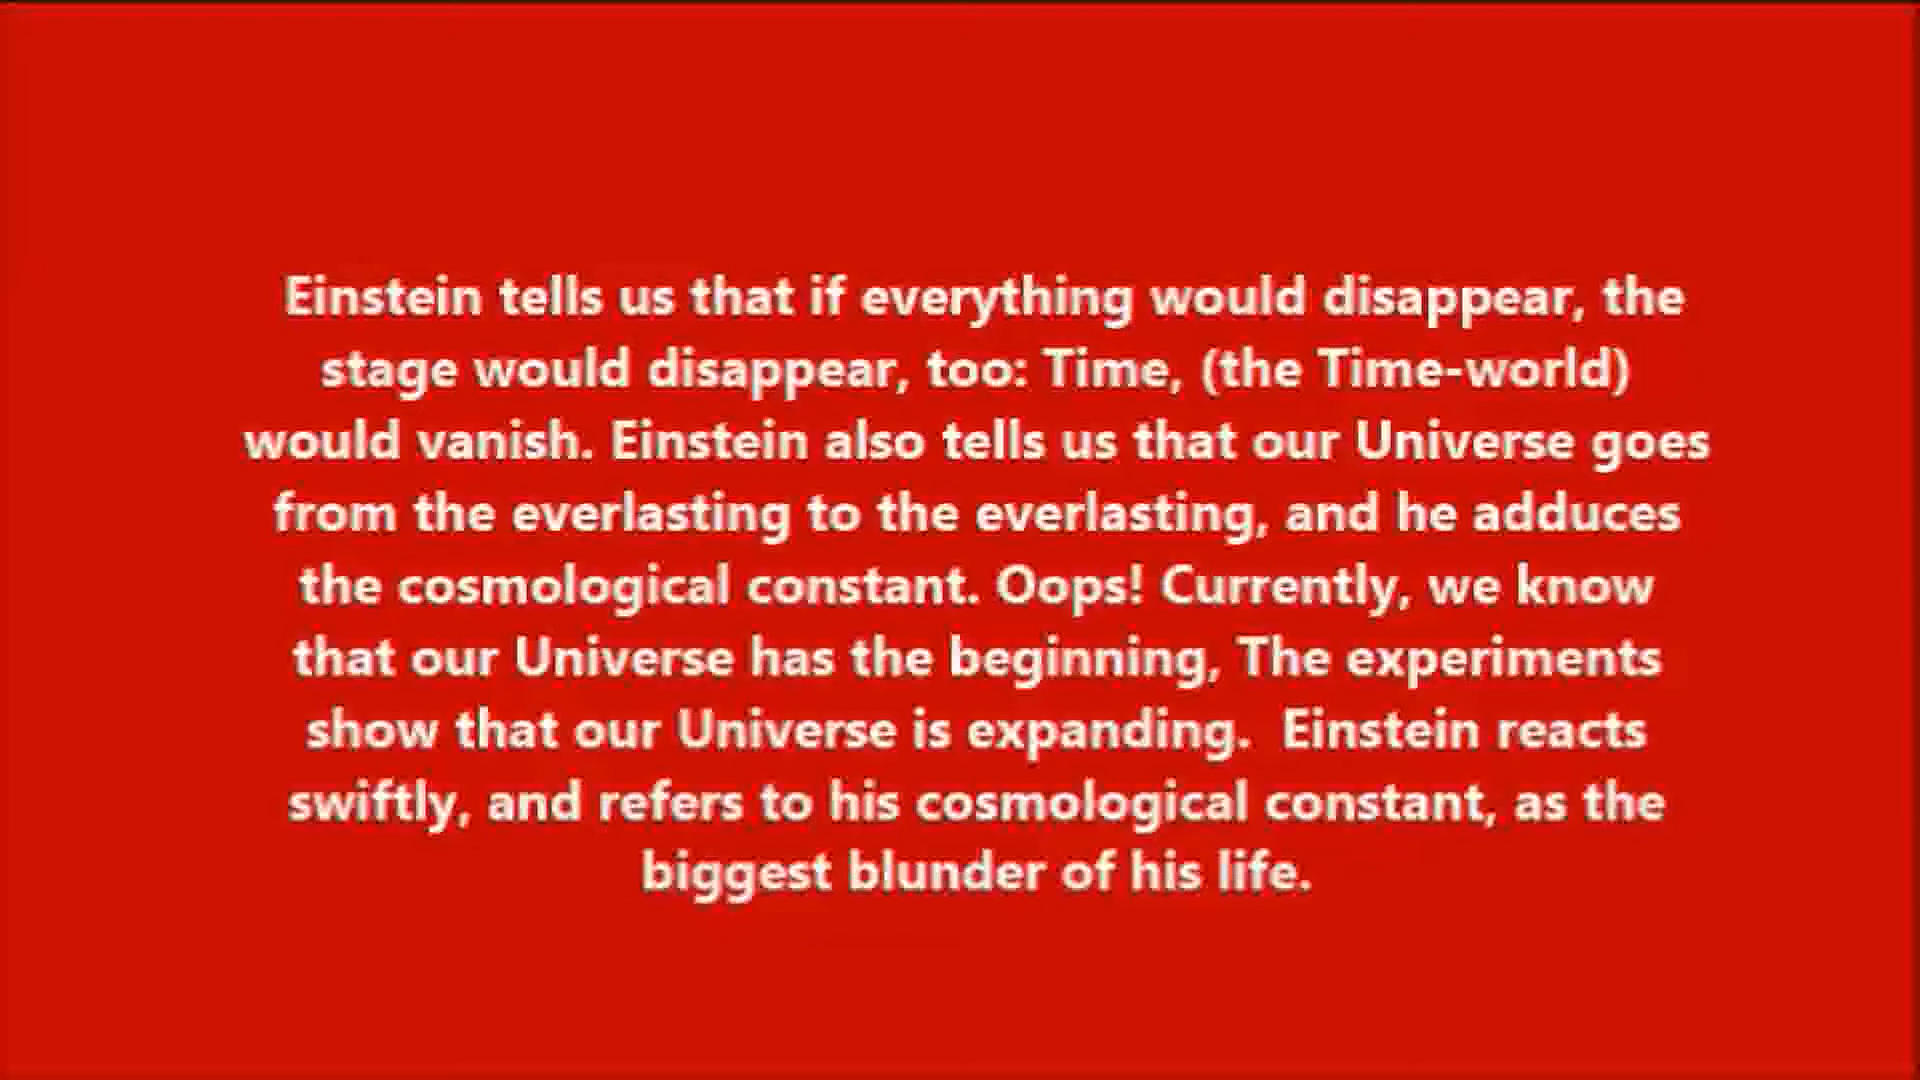 Einstein tells us that if everything would disappear, the
stage would disappear, too: Time, (the Time-world)
would vanish. Einstein also tells us that our Universe goes
from the everlasting to the everlasting, and he adduces
the cosmological constant. Oops! Currently, we know
that our Universe has the beginning, The experiments
show that our Universe is expanding.  Einstein reacts
swiftly, and refers to his cosmological constant, as the
biggest blunder of his life.